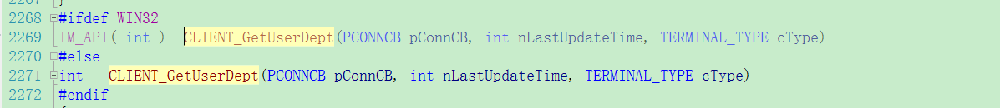 2268 #ifdef WIN32
2269 IM_API( int )  CLIENT_GetUserDept(PCONNCB pConnCB, int nLastUpdateTime, TERMINAL_TYPE cType)
2270 #else
2271 int   CLIENT_GetUserDept(PCONNCB pConnCB, int nLastUpdateTime, TERMINAL_TYPE cType)
2272 #endif